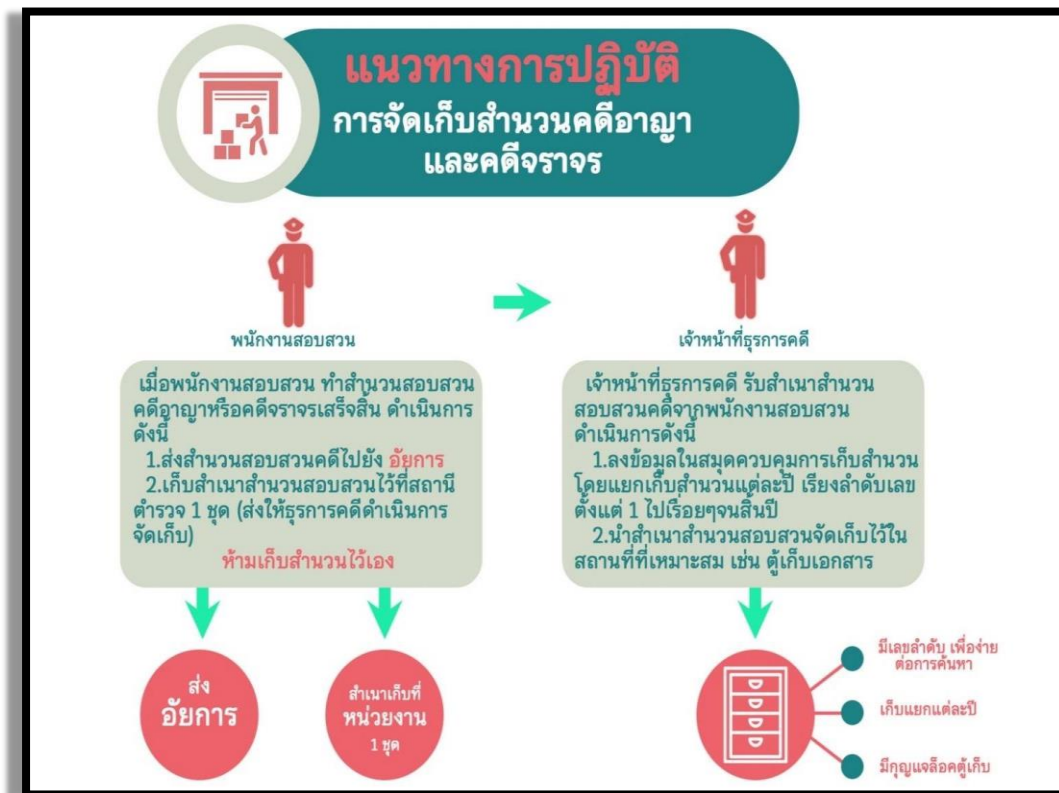 แนวทางการปฏิบัติ
การจัดเก็บสำนวนคดีอาญา
และคดีจราจร
พนักงานสอบสวน
เมื่อพนักงานสอบสวน ทำสำนวนสอบสวน
คดีอาญาหรือคดีจราจรเสร็จสิ้น ดำเนินการ
ดังนี้
1.ส่งสำนวนสอบสวนคดีไปยัง อัยการ
2.เก็บสำเนาสำนวนสอบสวนไว้ที่สถานี
ตำรวจ 1 ชุด (ส่งให้ธุรการคดีดำเนินการ
จัดเก็บ)
ห้ามเก็บสำนวนไว้เอง
ส่ง
อัยการ
สำเนาเก็บที่
หน่วยงาน
1 ชุด
เจ้าหน้าที่ธุรการคดี
เจ้าหน้าที่ธุรการคดี รับสำเนาสำนวน
สอบสวนคดีจากพนักงานสอบสวน
ดำเนินการดังนี้
1.ลงข้อมูลในสมุดควบคุมการเก็บสำนวน
โดยแยกเก็บสำนวนแต่ละปี เรียงลำดับเลข
ตั้งแต่ 1 ไปเรื่อยๆจนสิ้นปี
2.นำสำเนาสำนวนสอบสวนจัดเก็บไว้ใน
สถานที่ที่เหมาะสม เช่น ตู้เก็บเอกสาร
มีเลขลำดับ เพื่อง่าย
ต่อการค้นหา
เก็บแยกแต่ละปี
มีกุญแจล็อคตู้เก็บ